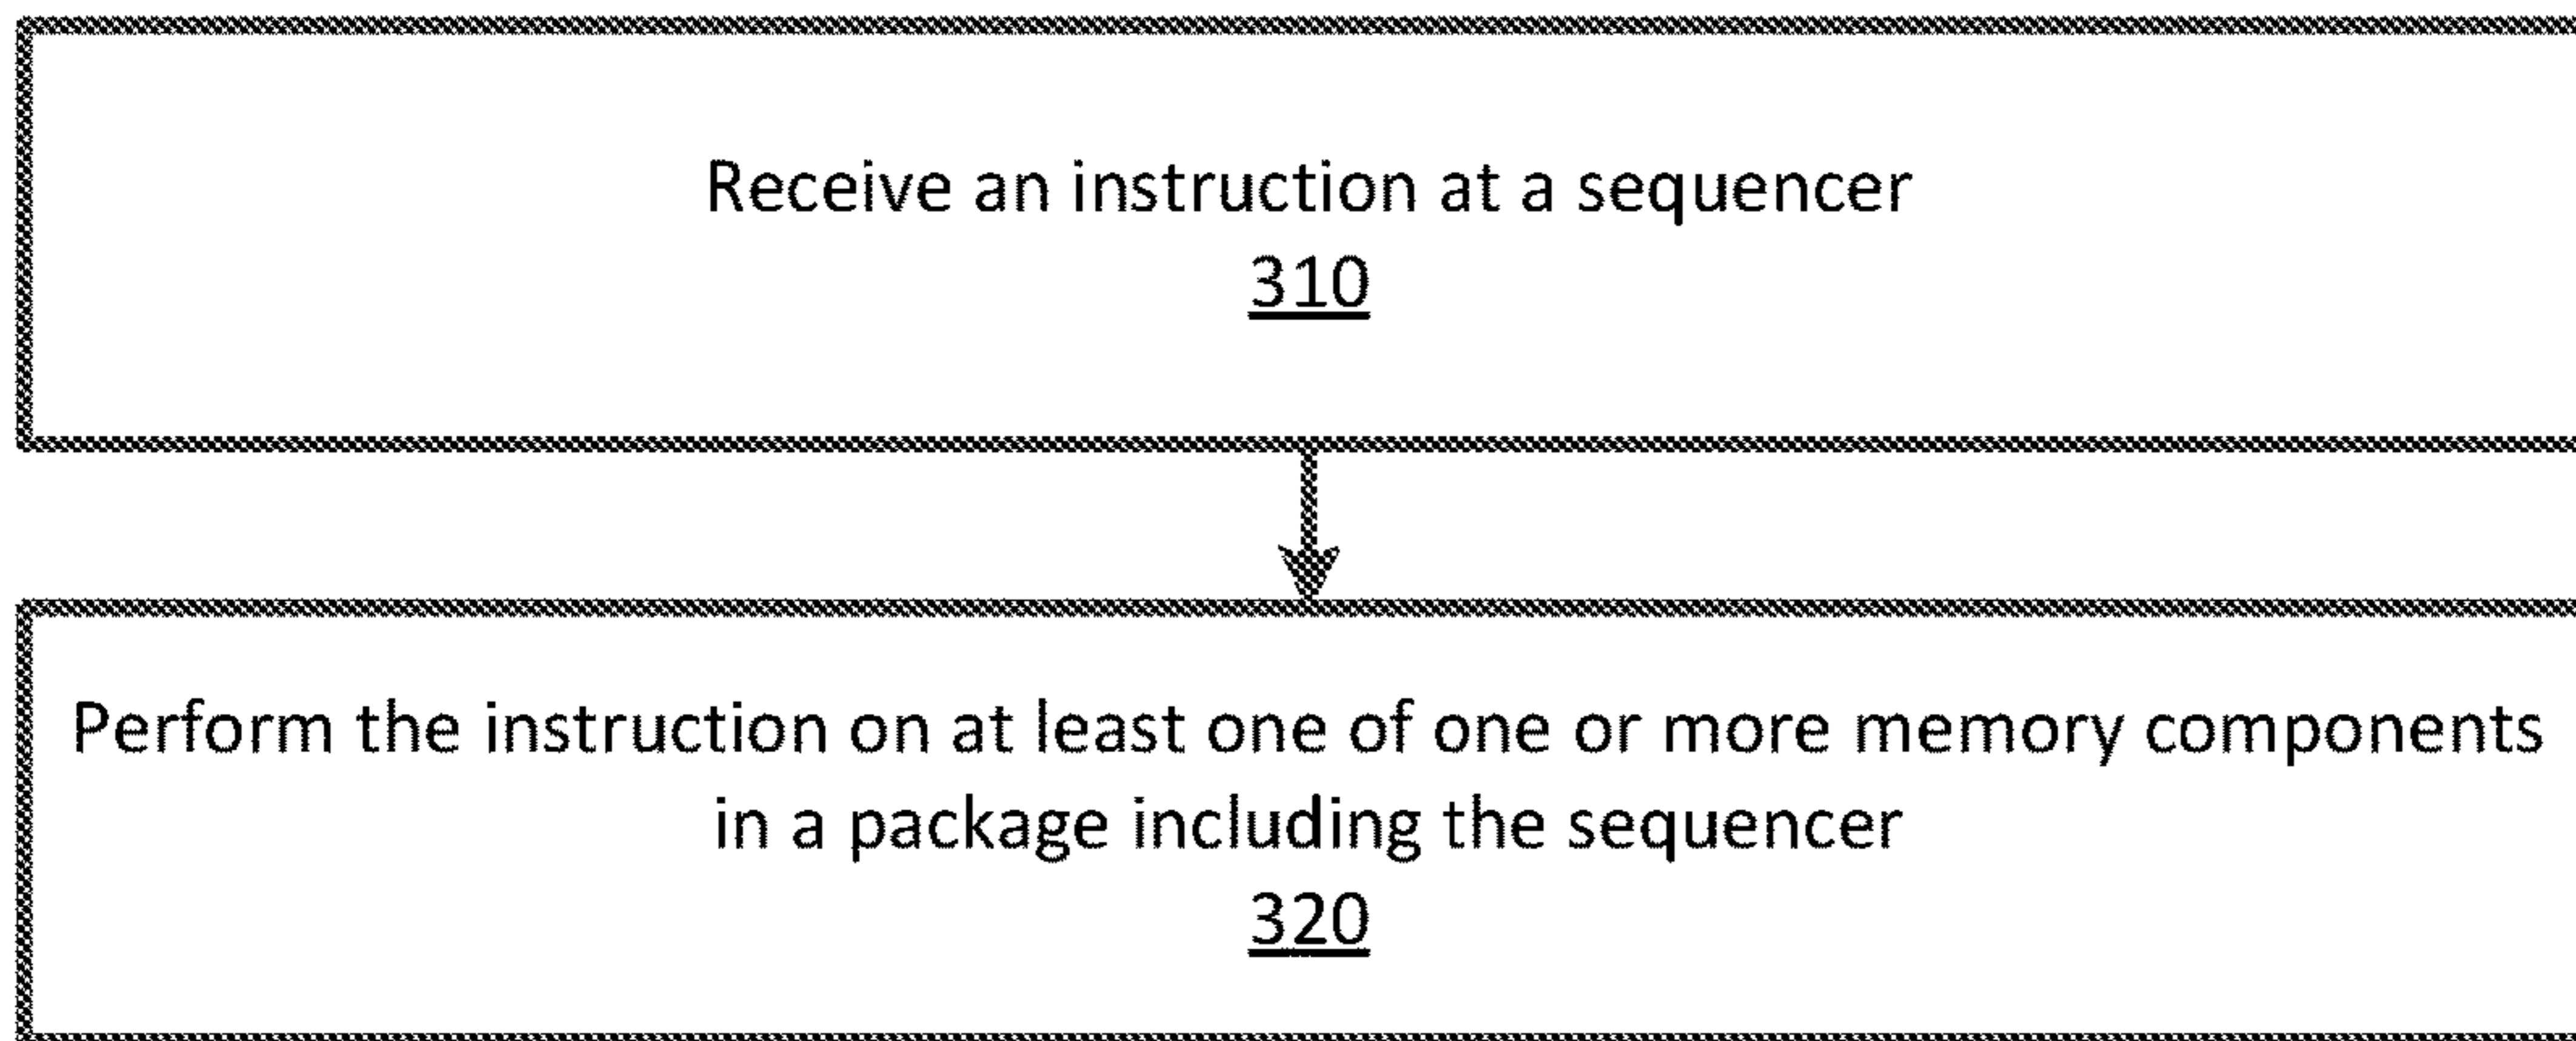 Receive an instruction at a sequencer
310
Perform the instruction on at least one of one or more memory components
in a package including the sequencer
320